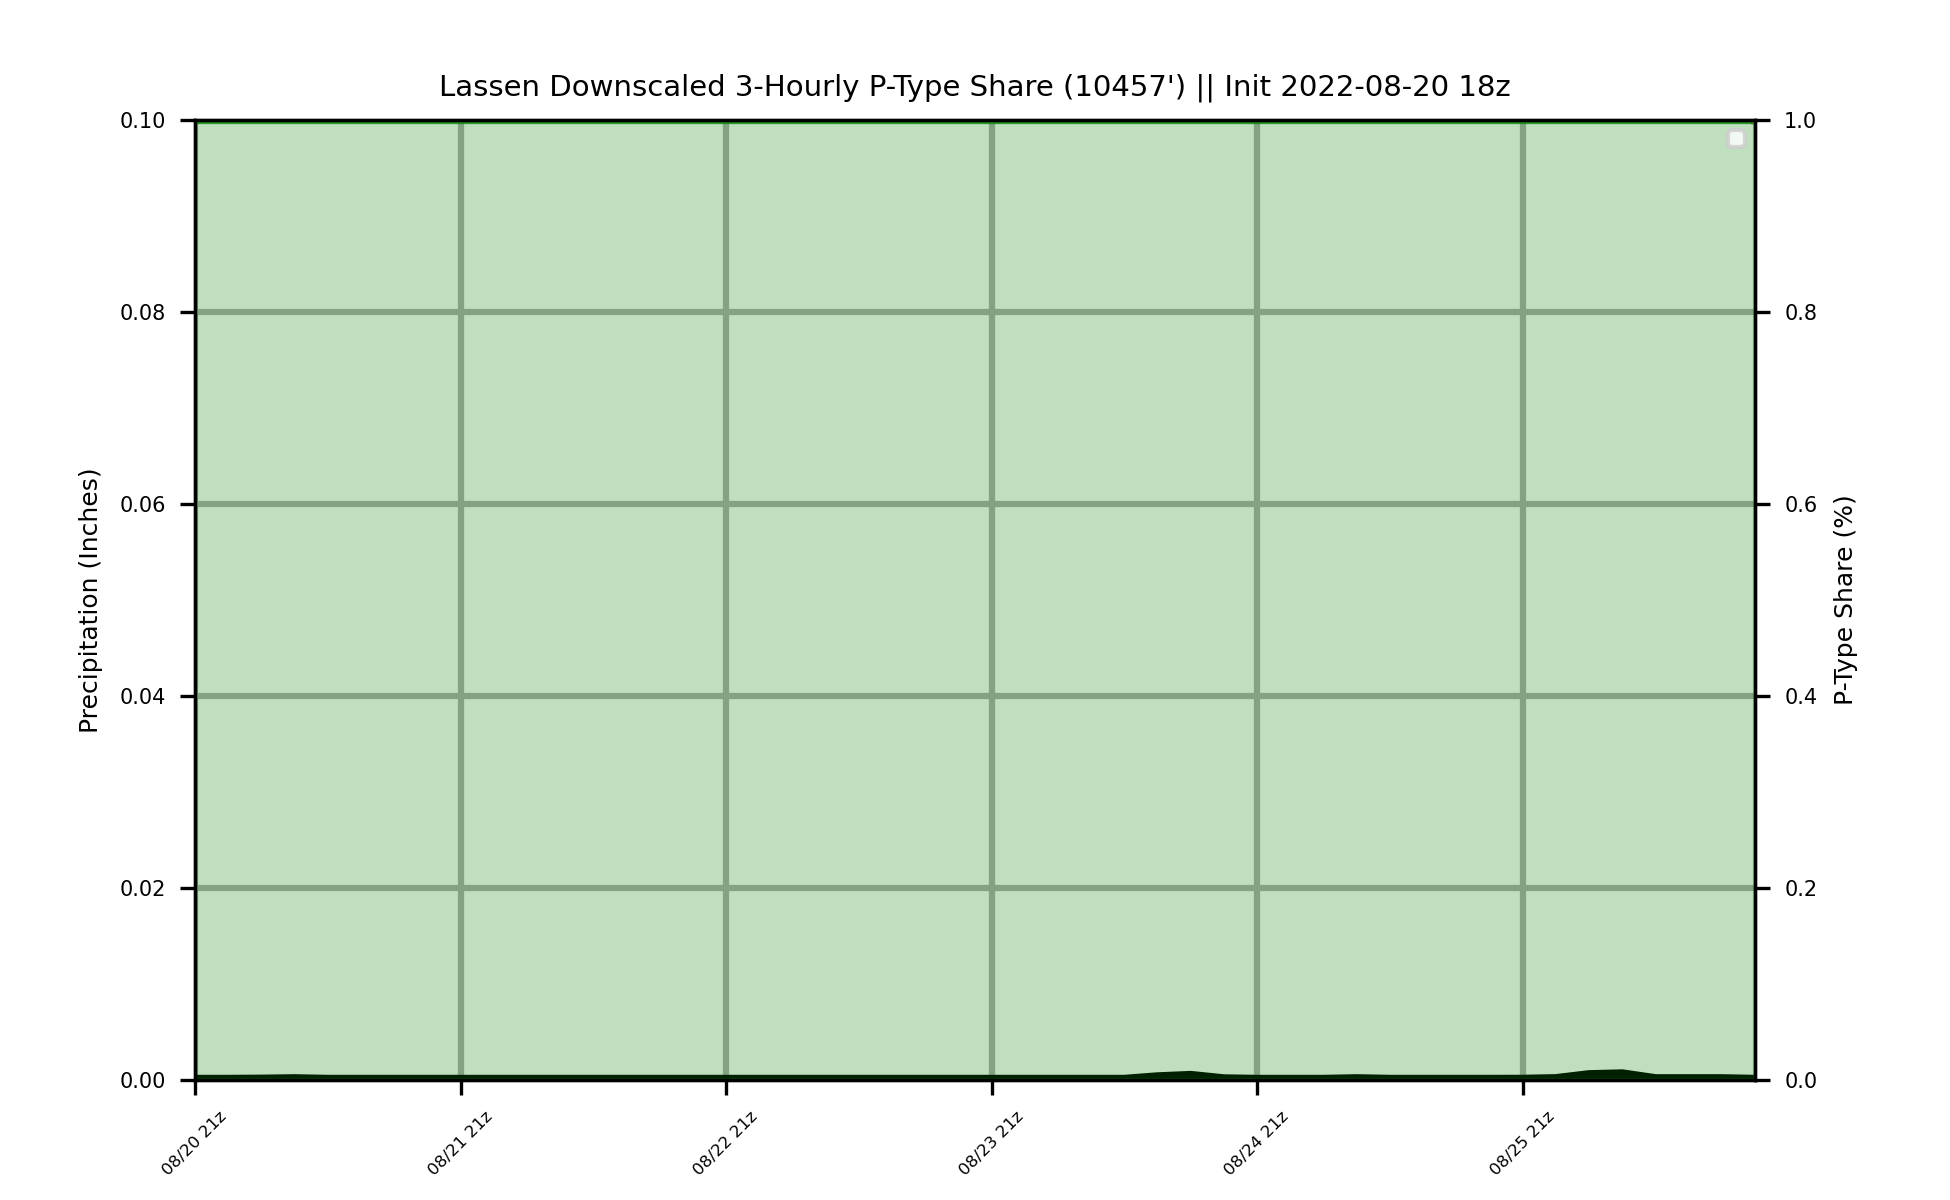 Lassen Downscaled 3-Hourly P-Type Share (10457') || Init 2022-08-20 18z
0.10
0.08
0.06
0.04
0.02
0.00
Precipitation (Inches)
1.0
0.8
0.6
0.4
0.2
0.0
P-Type Share (%)
08/20 21z
08/21 21z
08/22 21z
08/23 21z
08/24 21z
08/25 21z